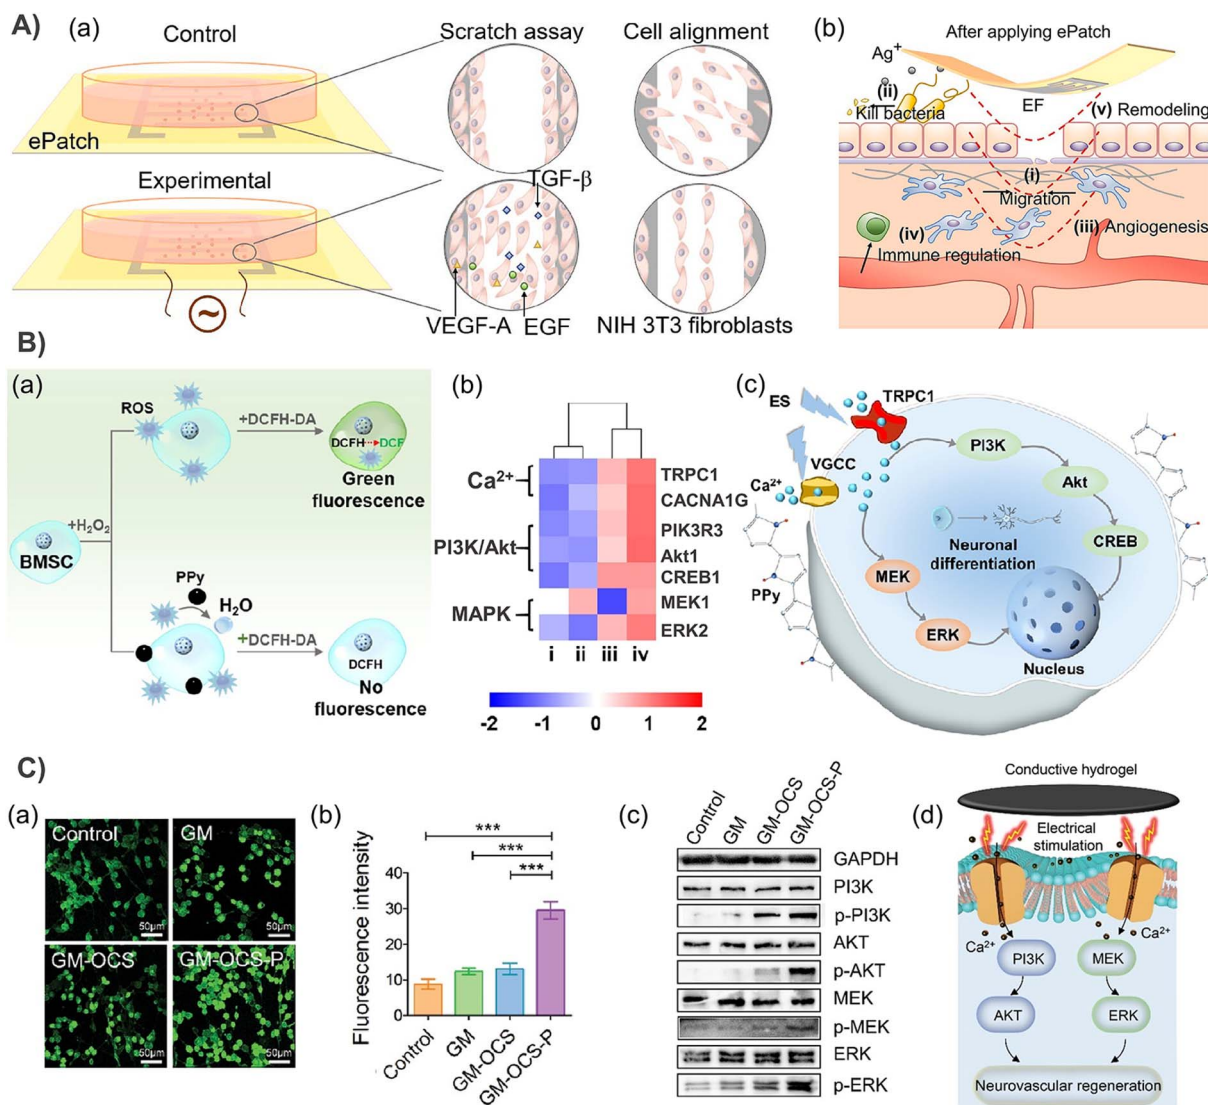 A)
(a)
Control
ePatch
Experimental
~
Scratch assay
Cell alignment
TGF-β
VEGF-A
EGF
NIH 3T3 fibroblasts
(b)
After applying ePatch
Ag+
(ii)
Kill bacteria
EF
(v) Remodeling
(i)
Migration
(iv)
Immune regulation
(iii) Angiogenesis
B)
(a)
ROS
+DCFH-DA
DCFH
DCF
Green
fluorescence
+H₂O₂
BMSC
PPy
H₂O
+DCFH-DA
DCFH
No
fluorescence
(b)
Ca²⁺
PI3K/Akt
MAPK
TRPC1
CACNA1G
PIK3R3
Akt1
CREB1
MEK1
ERK2
i ii iii iv
-2 -1 0 1 2
(c)
ES
TRPC1
VGCC
Ca²⁺
PPy
PI3K
Akt
CREB
Neuronal
differentiation
MEK
ERK
Nucleus
C)
(a)
Control
50µm
GM
50µm
GM-OCS
50µm
GM-OCS-P
50µm
(b)
Fluorescence intensity
40
30
20
10
0
***
***
***
Control
GM
GM-OCS
GM-OCS-P
(c)
Control
GM
GM-OCS
GM-OCS-P
GAPDH
PI3K
p-PI3K
AKT
p-AKT
MEK
p-MEK
ERK
p-ERK
(d)
Conductive hydrogel
Electrical
stimulation
Ca²⁺
Ca²⁺
PI3K
MEK
AKT
ERK
Neurovascular regeneration